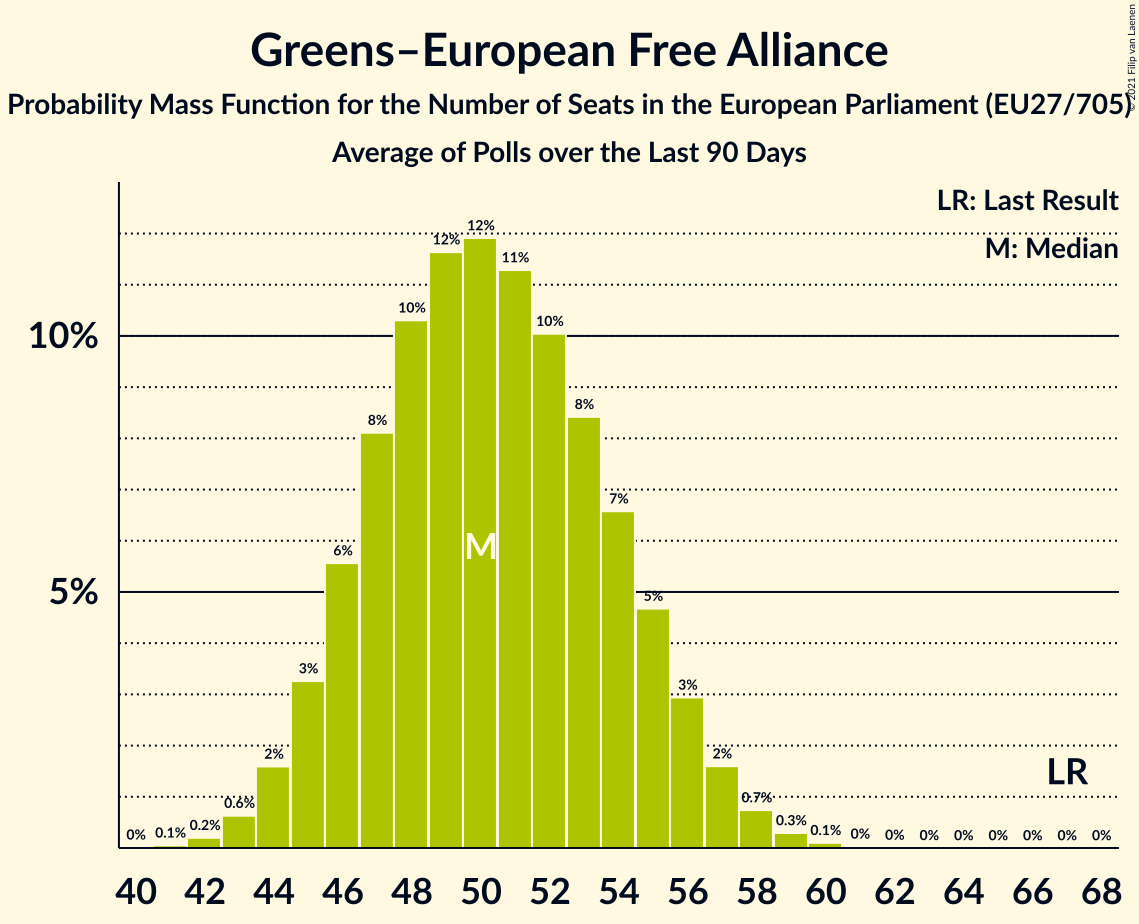 Greens–European Free Alliance
Probability Mass Function for the Number of Seats in the European Parliament (EU27/705)
Average of Polls over the Last 90 Days
© 2021 Filip van Laenen
LR: Last Result
M: Median
10%
5%
0% 0.1% 0.2% 0.6% 2% 3% 6% 8% 10% 12% 12% 11% 10% 8% 7% 5% 3% 2% 0.7% 0.3% 0.1% 0% 0% 0% 0% 0% 0% 0% 0%
M
LR
40 42 44 46 48 50 52 54 56 58 60 62 64 66 68